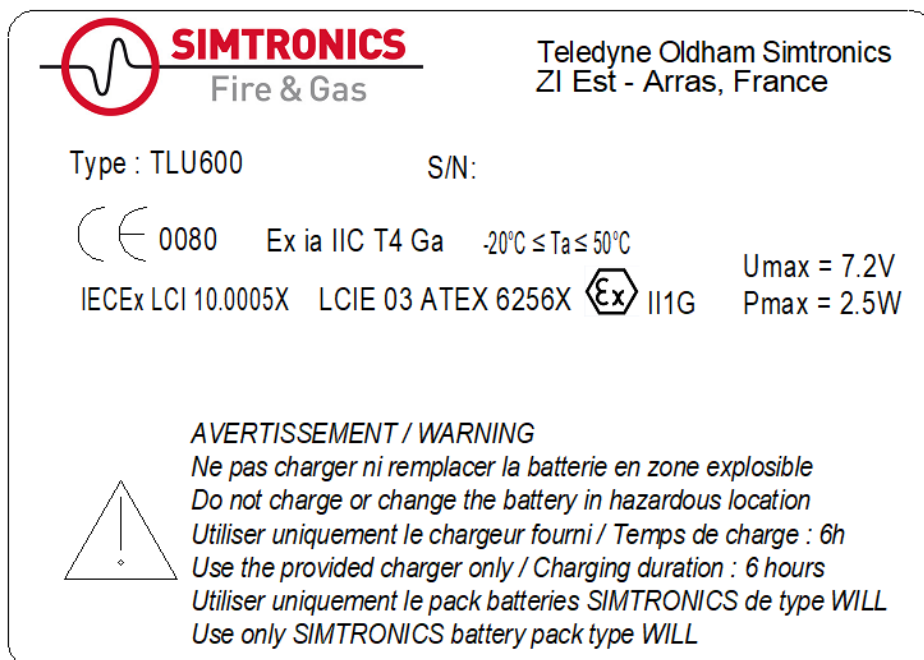 SIMTRONICS
Fire & Gas
Teledyne Oldham Simtronics
ZI Est - Arras, France
Type : TLU600 S/N:
CE 0080 Ex ia IIC T4 Ga -20°C ≤ Ta ≤ 50°C
IECEx LCI 10.0005X LCIE 03 ATEX 6256X Ex II1G
Umax = 7.2V
Pmax = 2.5W
AVERTISSEMENT / WARNING
Ne pas charger ni remplacer la batterie en zone explosible
Do not charge or change the battery in hazardous location
Utiliser uniquement le chargeur fourni / Temps de charge : 6h
Use the provided charger only / Charging duration : 6 hours
Utiliser uniquement le pack batteries SIMTRONICS de type WILL
Use only SIMTRONICS battery pack type WILL